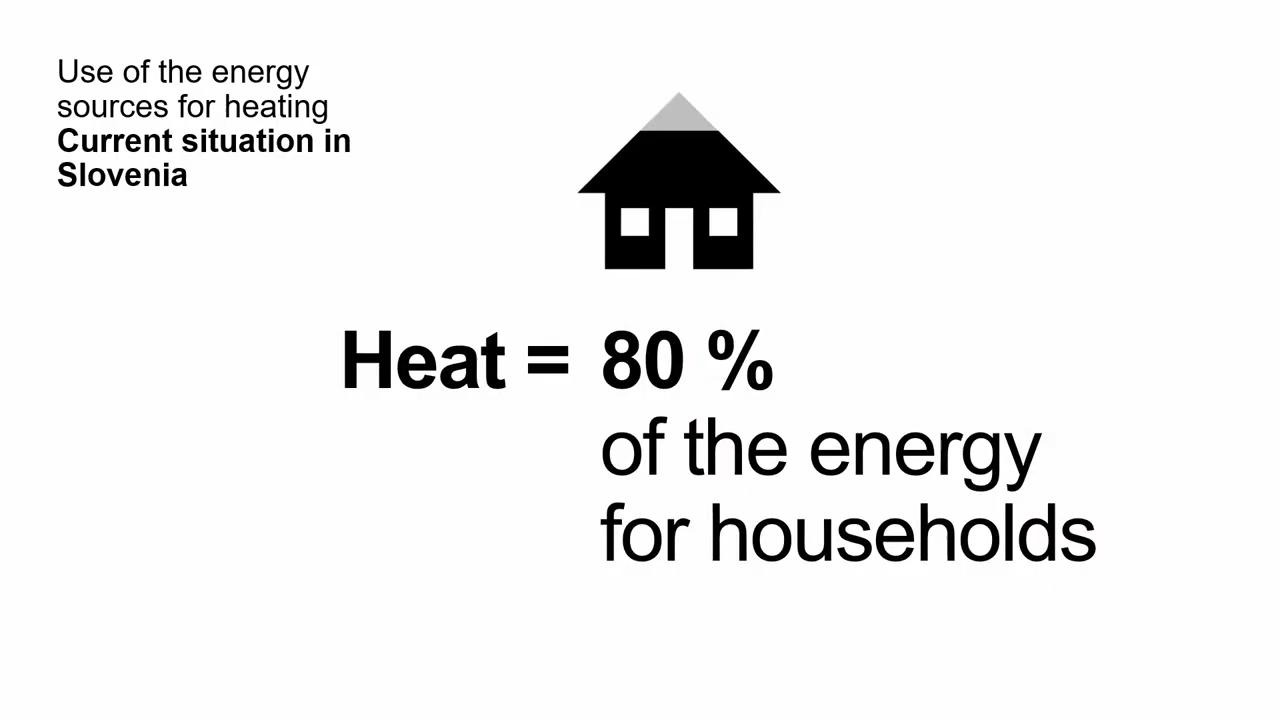 Use of the energy
sources for heating
Current situation in
Slovenia
Heat = 80 %
of the energy
for households